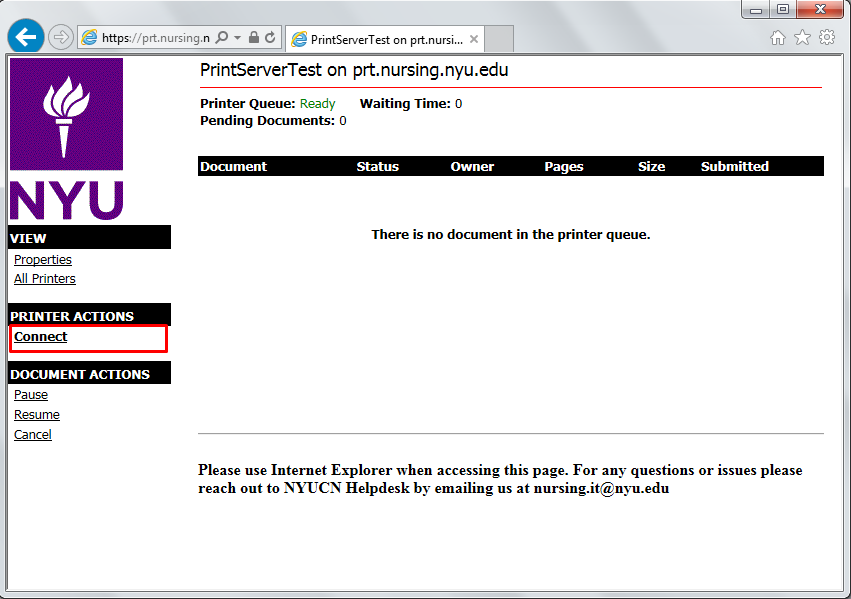 https://prt.nursing.n
PrintServerTest on prt.nursi...
NYU
VIEW
Properties
All Printers
PRINTER ACTIONS
Connect
DOCUMENT ACTIONS
Pause
Resume
Cancel
PrintServerTest on prt.nursing.nyu.edu
Printer Queue: Ready Waiting Time: 0
Pending Documents: 0
Document Status Owner Pages Size Submitted
There is no document in the printer queue.
Please use Internet Explorer when accessing this page. For any questions or issues please
reach out to NYUCN Helpdesk by emailing us at nursing.it@nyu.edu